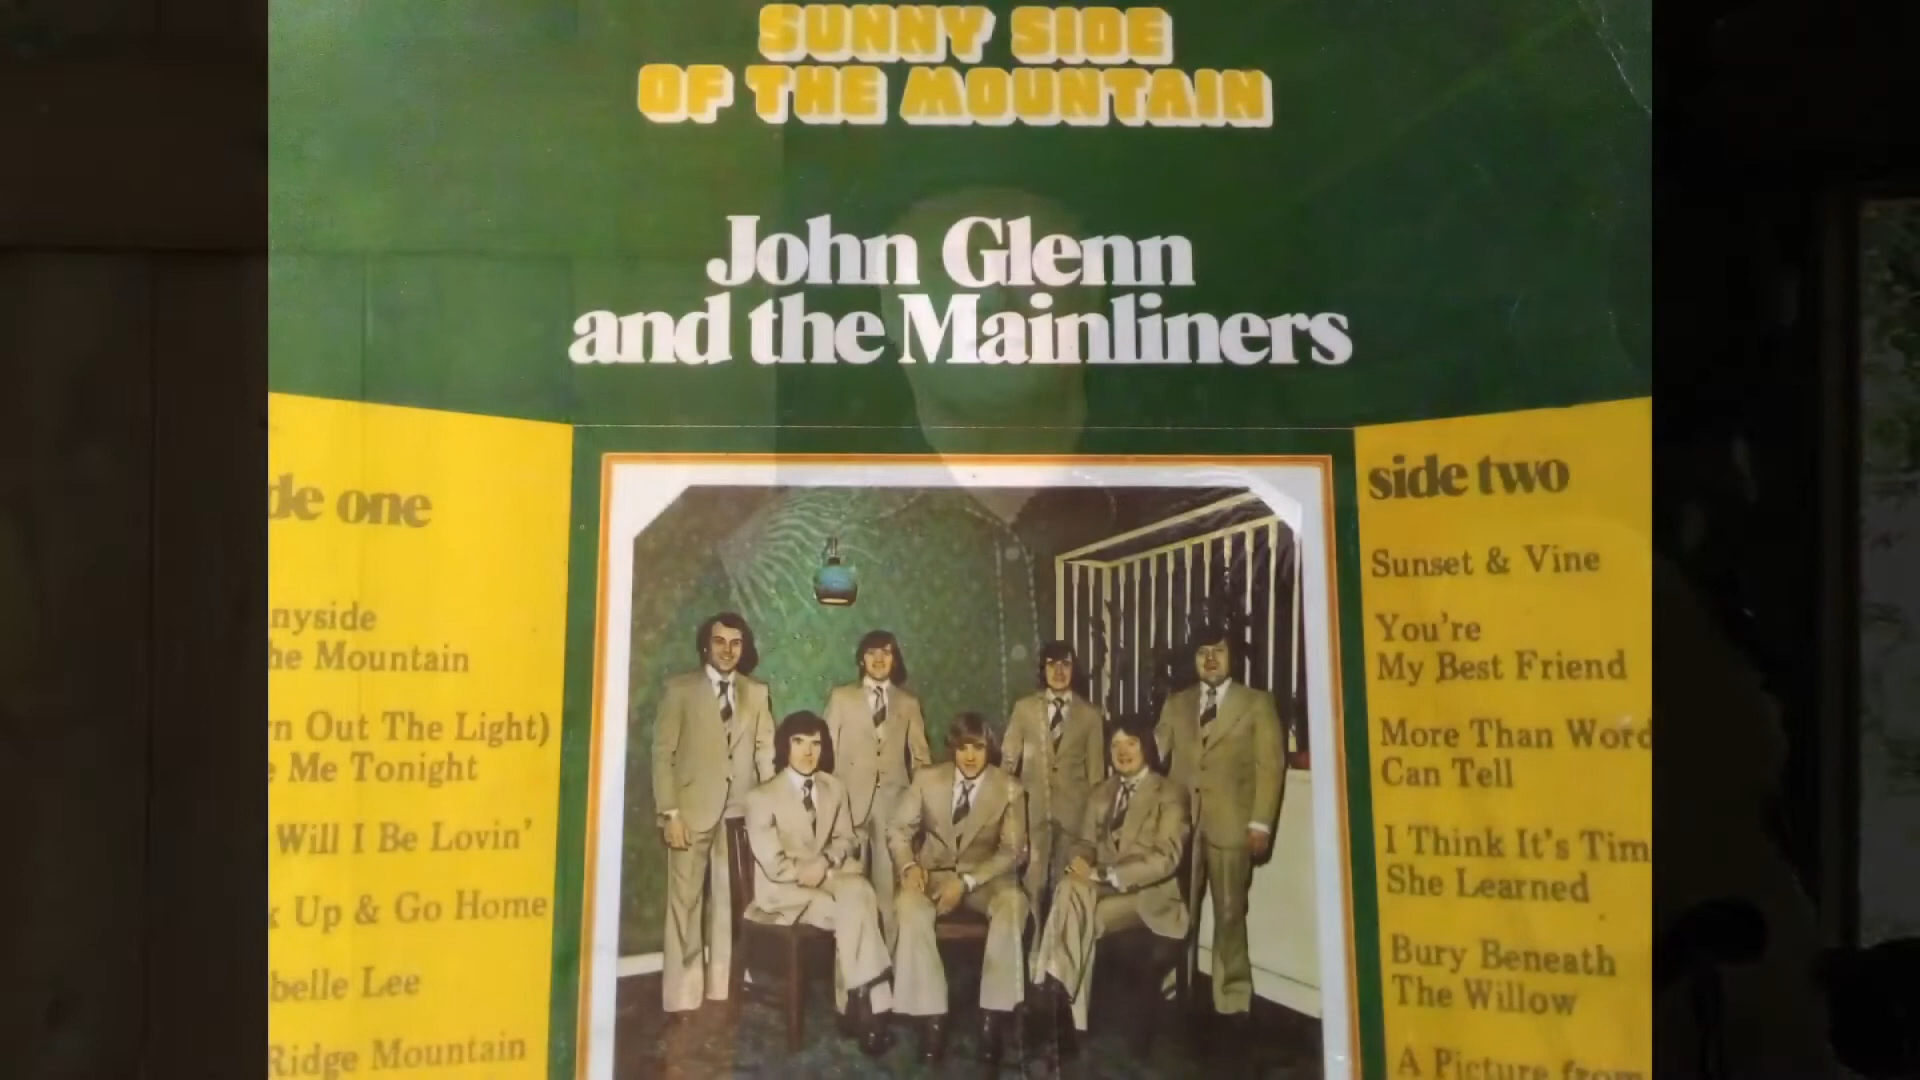 SUNNY SIDE
OF THE MOUNTAIN
John Glenn
and the Mainliners
de one
nyside
he Mountain
n Out The Light)
e Me Tonight
Will I Be Lovin'
k Up & Go Home
belle Lee
Ridge Mountain
side two
Sunset & Vine
You're
My Best Friend
More Than Word
Can Tell
I Think It's Tim
She Learned
Bury Beneath
The Willow
A Picture from